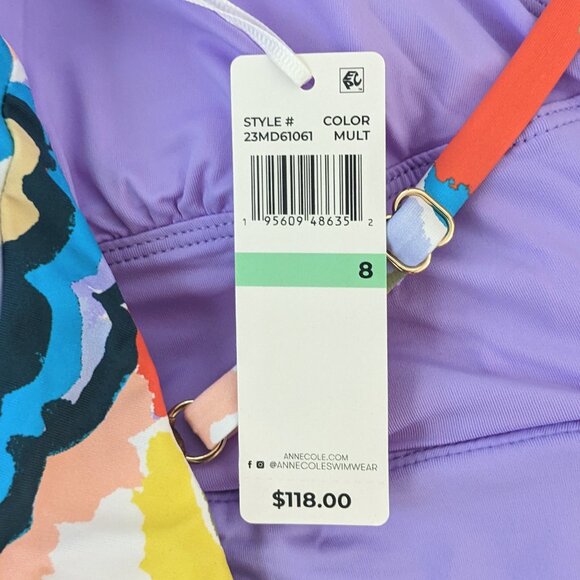 STYLE # COLOR
23MD61061 MULT
1 95609 48635 2
8
ANNECOLE.COM
@ANNECOLESWIMWEAR
$118.00